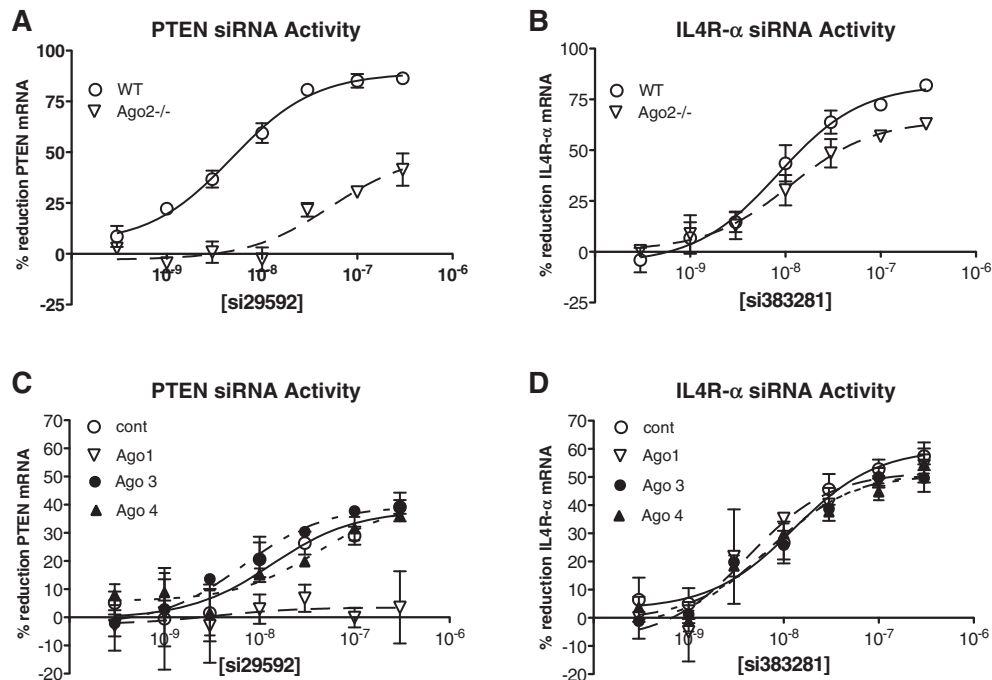 A
PTEN siRNA Activity
% reduction PTEN mRNA
100
75
50
25
0
-25
WT
Ago2-/-
10-9
10-8
10-7
10-6
[si29592]
B
IL4R-α siRNA Activity
% reduction IL4R-α mRNA
100
75
50
25
0
-25
WT
Ago2-/-
10-9
10-8
10-7
10-6
[si383281]
C
PTEN siRNA Activity
% reduction PTEN mRNA
70
60
50
40
30
20
10
0
-10
-20
cont
Ago1
Ago 3
Ago 4
10-9
10-8
10-7
10-6
[si29592]
D
IL4R-α siRNA Activity
% reduction IL4R-α mRNA
70
60
50
40
30
20
10
0
-10
-20
cont
Ago1
Ago 3
Ago 4
10-9
10-8
10-7
10-6
[si383281]